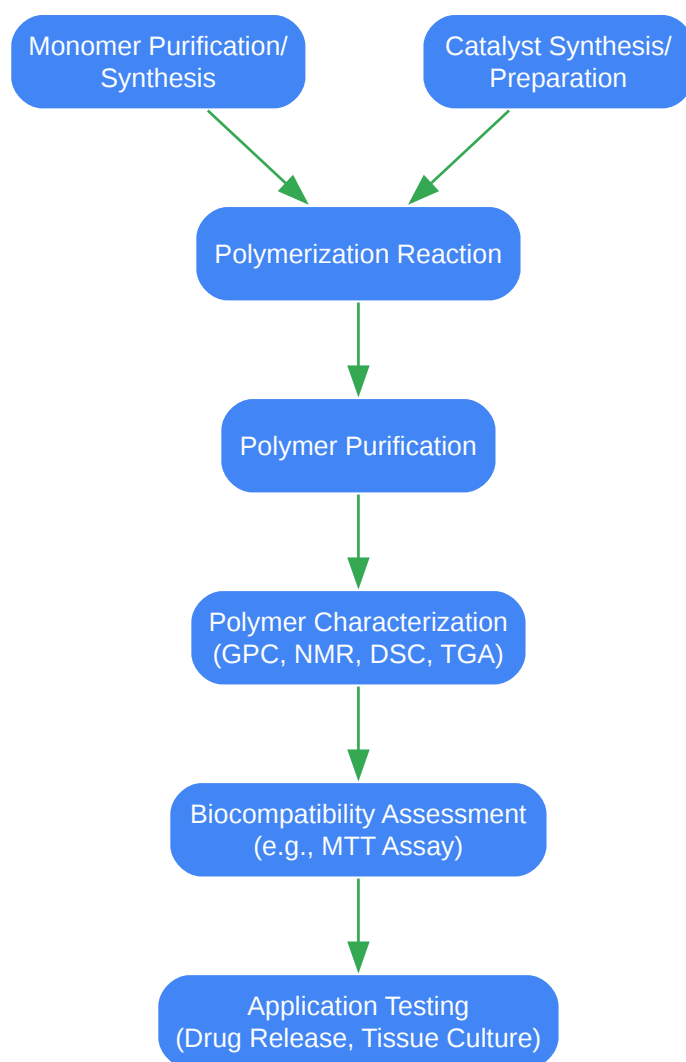 Monomer Purification/
Synthesis
Catalyst Synthesis/
Preparation
Polymerization Reaction
Polymer Purification
Polymer Characterization
(GPC, NMR, DSC, TGA)
Biocompatibility Assessment
(e.g., MTT Assay)
Application Testing
(Drug Release, Tissue Culture)